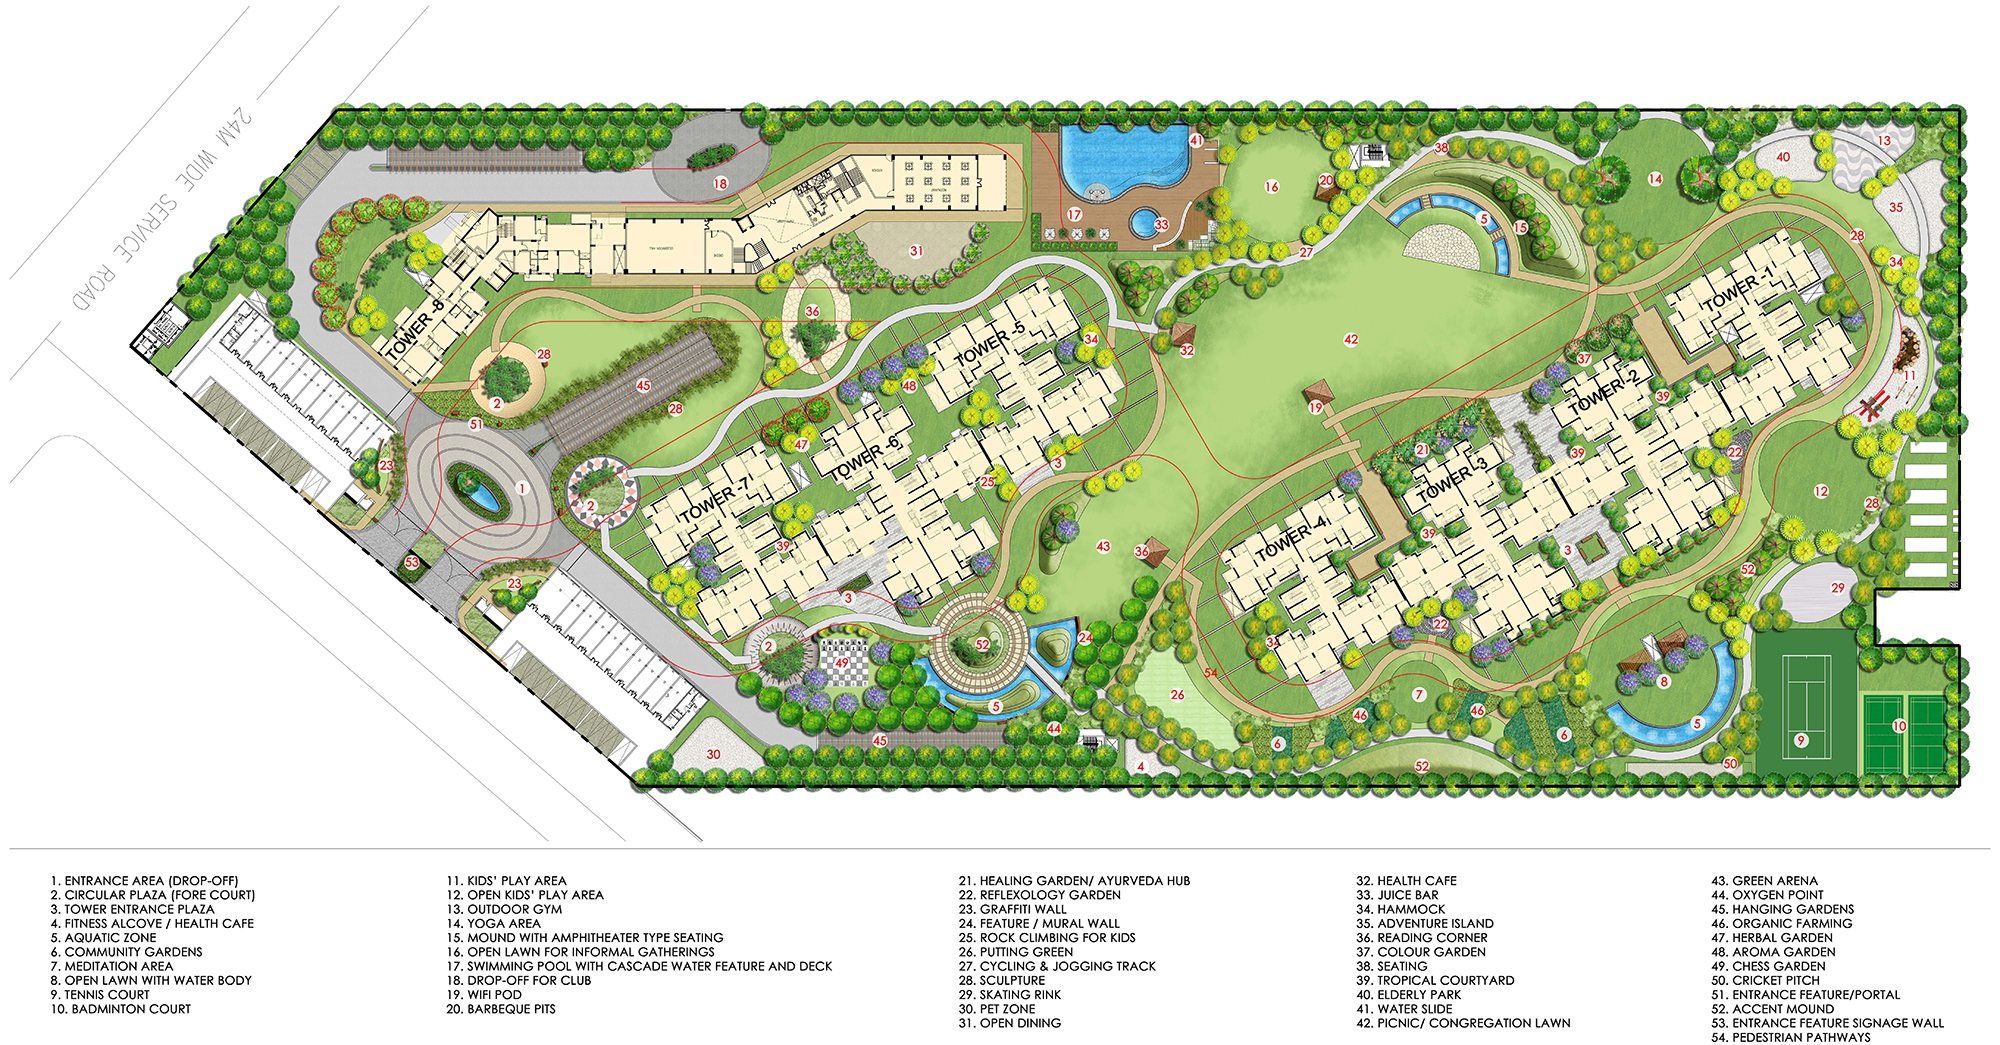 24M WIDE SERVICE ROAD
41
13
38
40
18
20
16
14
35
17
33
5
15
31
27
28
34
36
TOWER-1
TOWER-8
TOWER -5
34
32
42
28
37
11
45
48
TOWER -2
39
2
28
19
51
47
TOWER -6
21
39
22
23
3
25
TOWER -3
1
TOWER -7
12
28
2
TOWER -4
39
43
36
39
3
53
52
23
3
29
24
22
2
52
34
49
54
8
26
7
5
5
46
46
44
6
6
10
45
9
30
4
52
50
1. ENTRANCE AREA (DROP-OFF)
2. CIRCULAR PLAZA (FORE COURT)
3. TOWER ENTRANCE PLAZA
4. FITNESS ALCOVE / HEALTH CAFE
5. AQUATIC ZONE
6. COMMUNITY GARDENS
7. MEDITATION AREA
8. OPEN LAWN WITH WATER BODY
9. TENNIS COURT
10. BADMINTON COURT
11. KIDS' PLAY AREA
12. OPEN KIDS' PLAY AREA
13. OUTDOOR GYM
14. YOGA AREA
15. MOUND WITH AMPHITHEATER TYPE SEATING
16. OPEN LAWN FOR INFORMAL GATHERINGS
17. SWIMMING POOL WITH CASCADE WATER FEATURE AND DECK
18. DROP-OFF FOR CLUB
19. WIFI POD
20. BARBEQUE PITS
21. HEALING GARDEN/ AYURVEDA HUB
22. REFLEXOLOGY GARDEN
23. GRAFFITI WALL
24. FEATURE / MURAL WALL
25. ROCK CLIMBING FOR KIDS
26. PUTTING GREEN
27. CYCLING & JOGGING TRACK
28. SCULPTURE
29. SKATING RINK
30. PET ZONE
31. OPEN DINING
32. HEALTH CAFE
33. JUICE BAR
34. HAMMOCK
35. ADVENTURE ISLAND
36. READING CORNER
37. COLOUR GARDEN
38. SEATING
39. TROPICAL COURTYARD
40. ELDERLY PARK
41. WATER SLIDE
42. PICNIC/ CONGREGATION LAWN
43. GREEN ARENA
44. OXYGEN POINT
45. HANGING GARDENS
46. ORGANIC FARMING
47. HERBAL GARDEN
48. AROMA GARDEN
49. CHESS GARDEN
50. CRICKET PITCH
51. ENTRANCE FEATURE/PORTAL
52. ACCENT MOUND
53. ENTRANCE FEATURE SIGNAGE WALL
54. PEDESTRIAN PATHWAYS